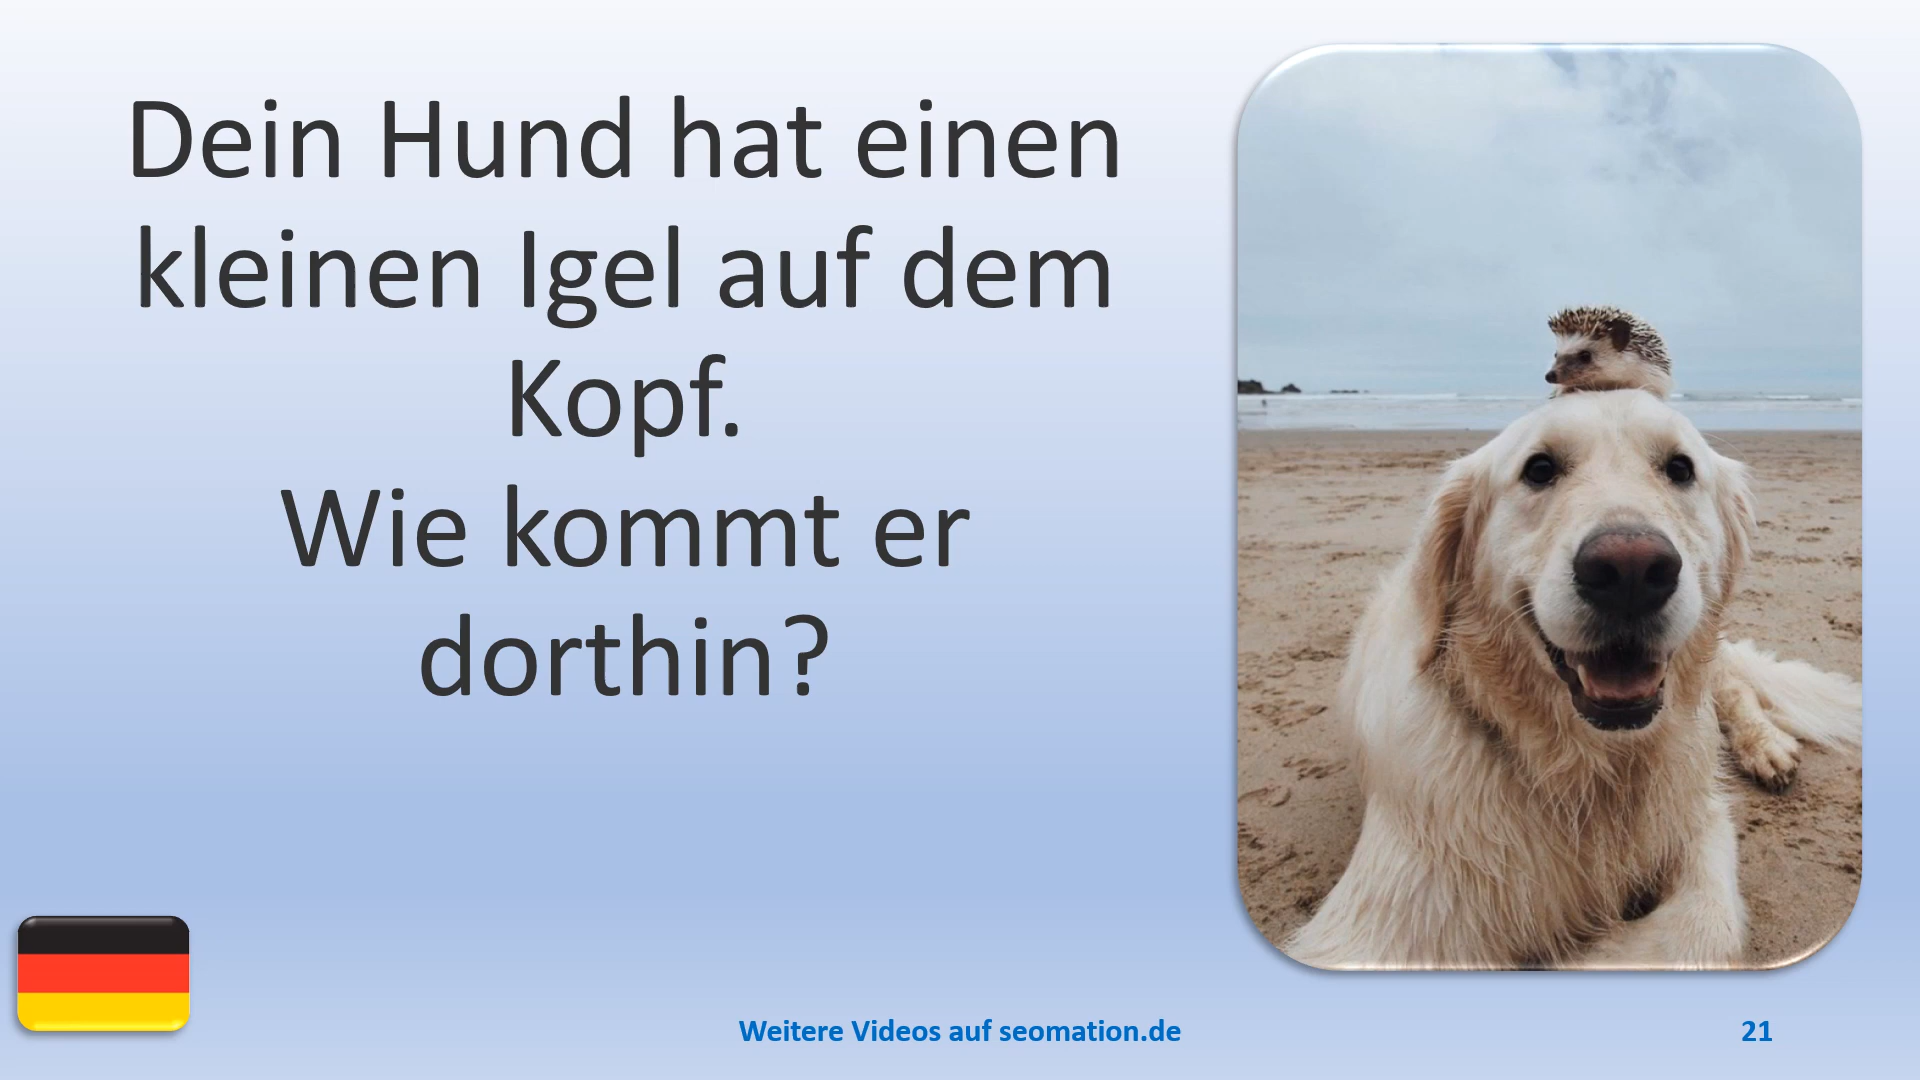 Dein Hund hat einen
kleinen Igel auf dem
Kopf.
Wie kommt er
dorthin?
Weitere Videos auf seomation.de
21